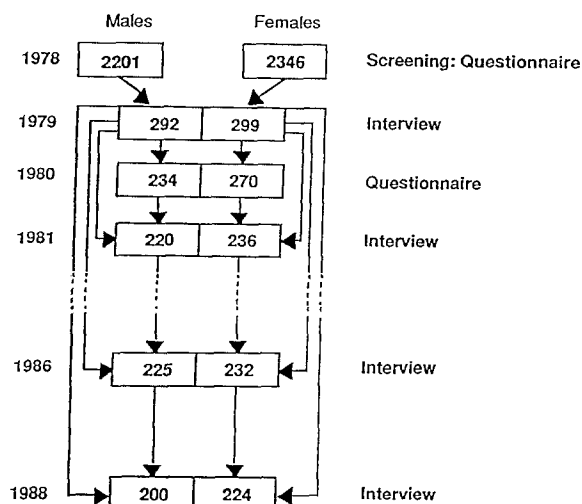 Males Females
1978 2201 2346 Screening: Questionnaire
1979 292 299 Interview
1980 234 270 Questionnaire
1981 220 236 Interview
1986 225 232 Interview
1988 200 224 Interview